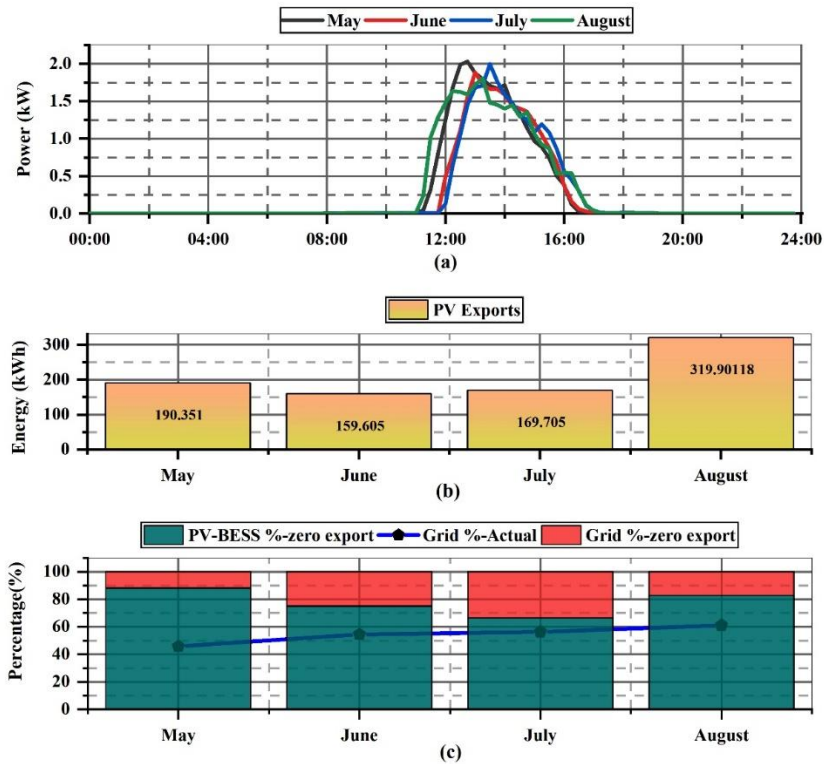 May June July August
Power (kW)
2.0
1.5
1.0
0.5
0.0
00:00 04:00 08:00 12:00 16:00 20:00 24:00
(a)
PV Exports
Energy (kWh)
300
200
100
0
190.351 159.605 169.705 319.90118
May June July August
(b)
PV-BESS %-zero export Grid %-Actual Grid %-zero export
Percentage(%)
100
80
60
40
20
0
May June July August
(c)